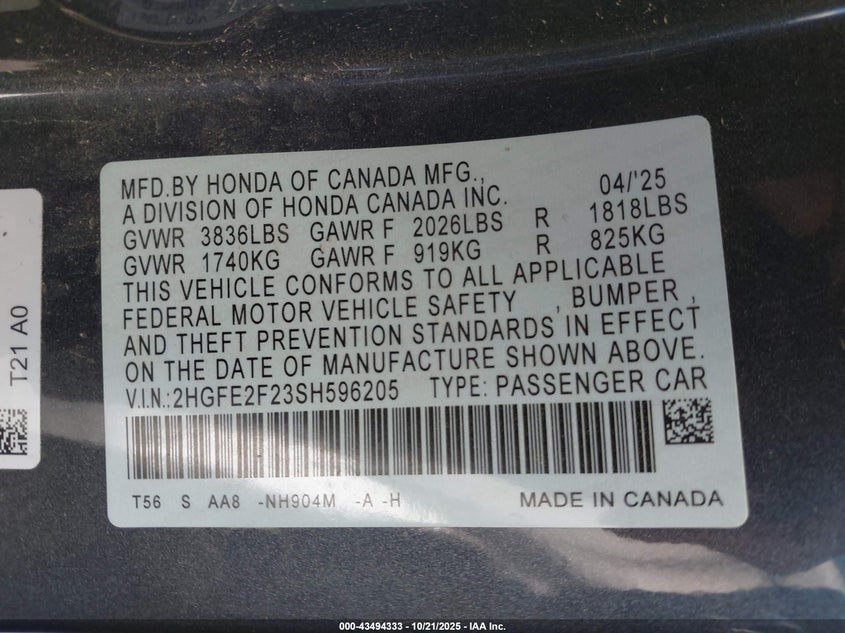 MFD.BY HONDA OF CANADA MFG.,
A DIVISION OF HONDA CANADA INC. 04/'25
GVWR 3836LBS GAWR F 2026LBS R 1818LBS
GVWR 1740KG GAWR F 919KG R 825KG
THIS VEHICLE CONFORMS TO ALL APPLICABLE
FEDERAL MOTOR VEHICLE SAFETY , BUMPER ,
AND THEFT PREVENTION STANDARDS IN EFFECT
ON THE DATE OF MANUFACTURE SHOWN ABOVE.
V.I.N.:2HGFE2F23SH596205 TYPE: PASSENGER CAR
T56 S AA8 -NH904M -A -H MADE IN CANADA
T21 A0
000-43494333 - 10/21/2025 - IAA Inc.